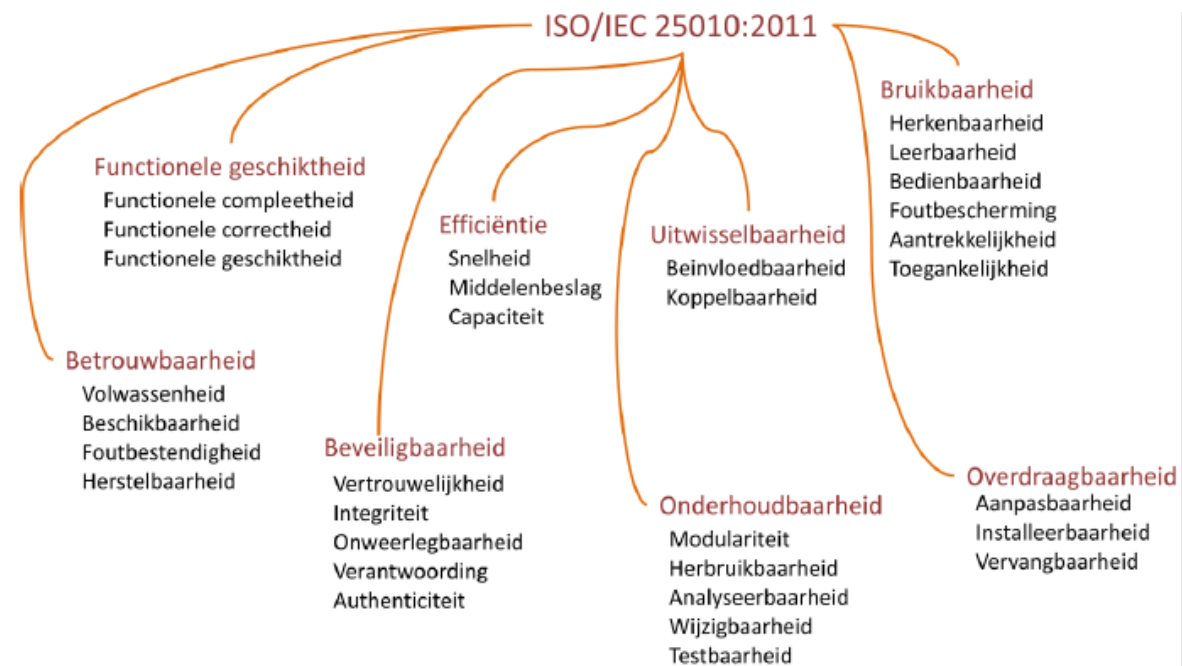 ISO/IEC 25010:2011
Functionele geschiktheid
Functionele compleetheid
Functionele correctheid
Functionele geschiktheid
Betrouwbaarheid
Volwassenheid
Beschikbaarheid
Foutbestendigheid
Herstelbaarheid
Beveiligbaarheid
Vertrouwelijkheid
Integriteit
Onweerlegbaarheid
Verantwoording
Authenticiteit
Efficiëntie
Snelheid
Middelenbeslag
Capaciteit
Uitwisselbaarheid
Beinvloedbaarheid
Koppelbaarheid
Onderhoudbaarheid
Modulariteit
Herbruikbaarheid
Analyseerbaarheid
Wijzigbaarheid
Testbaarheid
Bruikbaarheid
Herkenbaarheid
Leerbaarheid
Bedienbaarheid
Foutbescherming
Aantrekkelijkheid
Toegankelijkheid
Overdraagbaarheid
Aanpasbaarheid
Installeerbaarheid
Vervangbaarheid